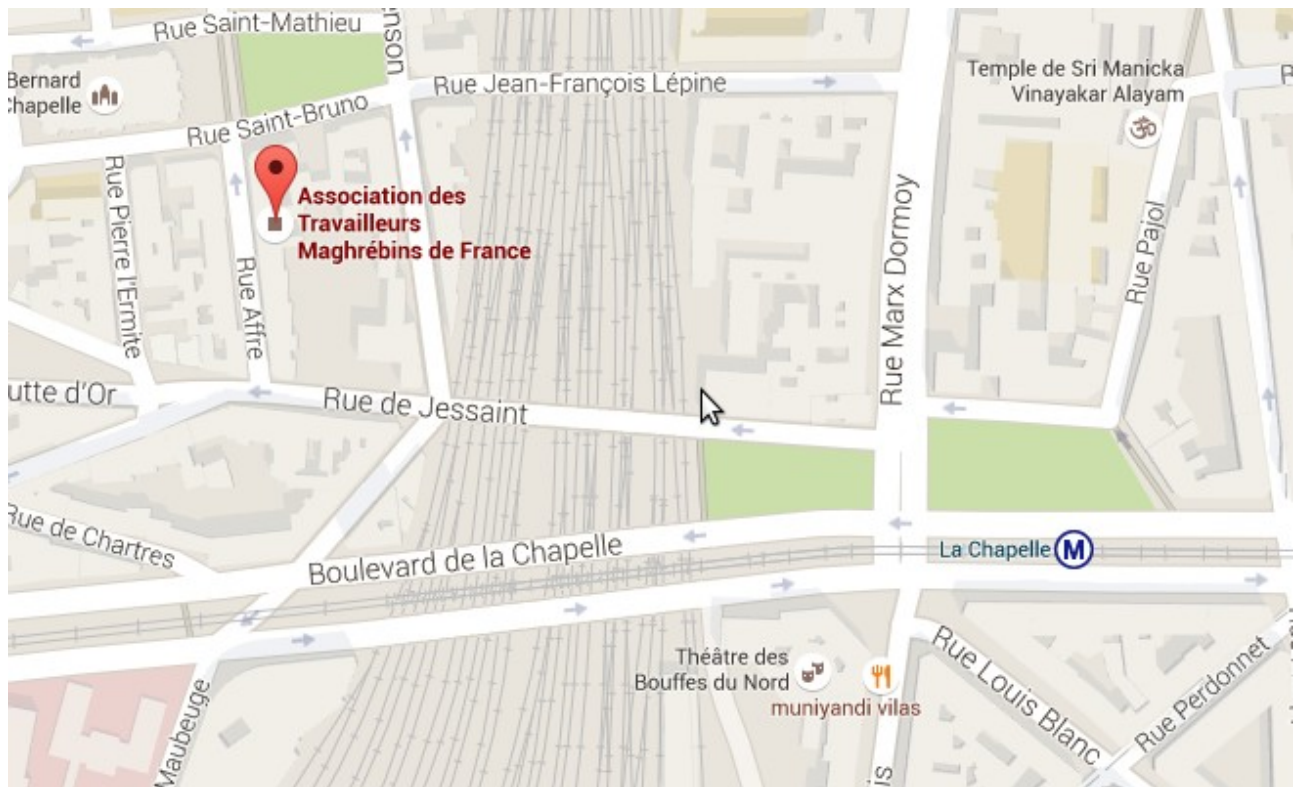 Rue Saint-Mathieu
enson
Bernard
Chapelle
Rue Jean-François Lépine
Temple de Sri Manicka
Vinayakar Alayam
R
Rue Saint-Bruno
Rue Pierre l'Ermite
Association des
Travailleurs
Maghrébins de France
Rue Affre
Rue Marx Dormoy
Rue Pajol
utte d'Or
Rue de Jessaint
Rue de Chartres
Boulevard de la Chapelle
La Chapelle M
Théâtre des
Bouffes du Nord
muniyandi vilas
Rue Louis Blanc
Rue Perdonnet
Maubeuge
is